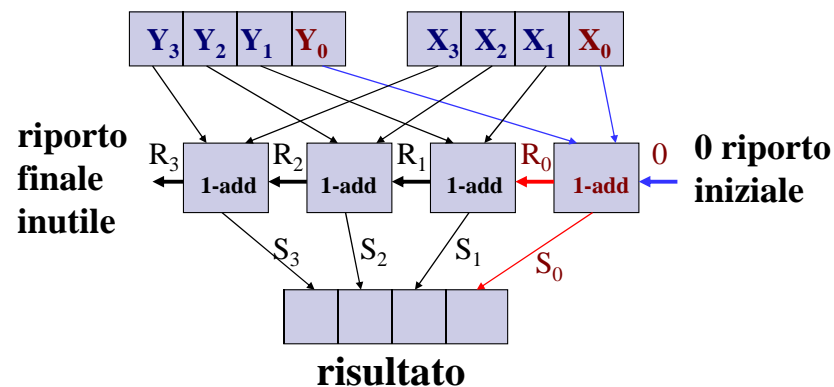 Y₃ Y₂ Y₁ Y₀ X₃ X₂ X₁ X₀
riporto
finale
inutile
R₃ R₂ R₁ R₀ 0
1-add 1-add 1-add 1-add
0 riporto
iniziale
S₃ S₂ S₁ S₀
risultato